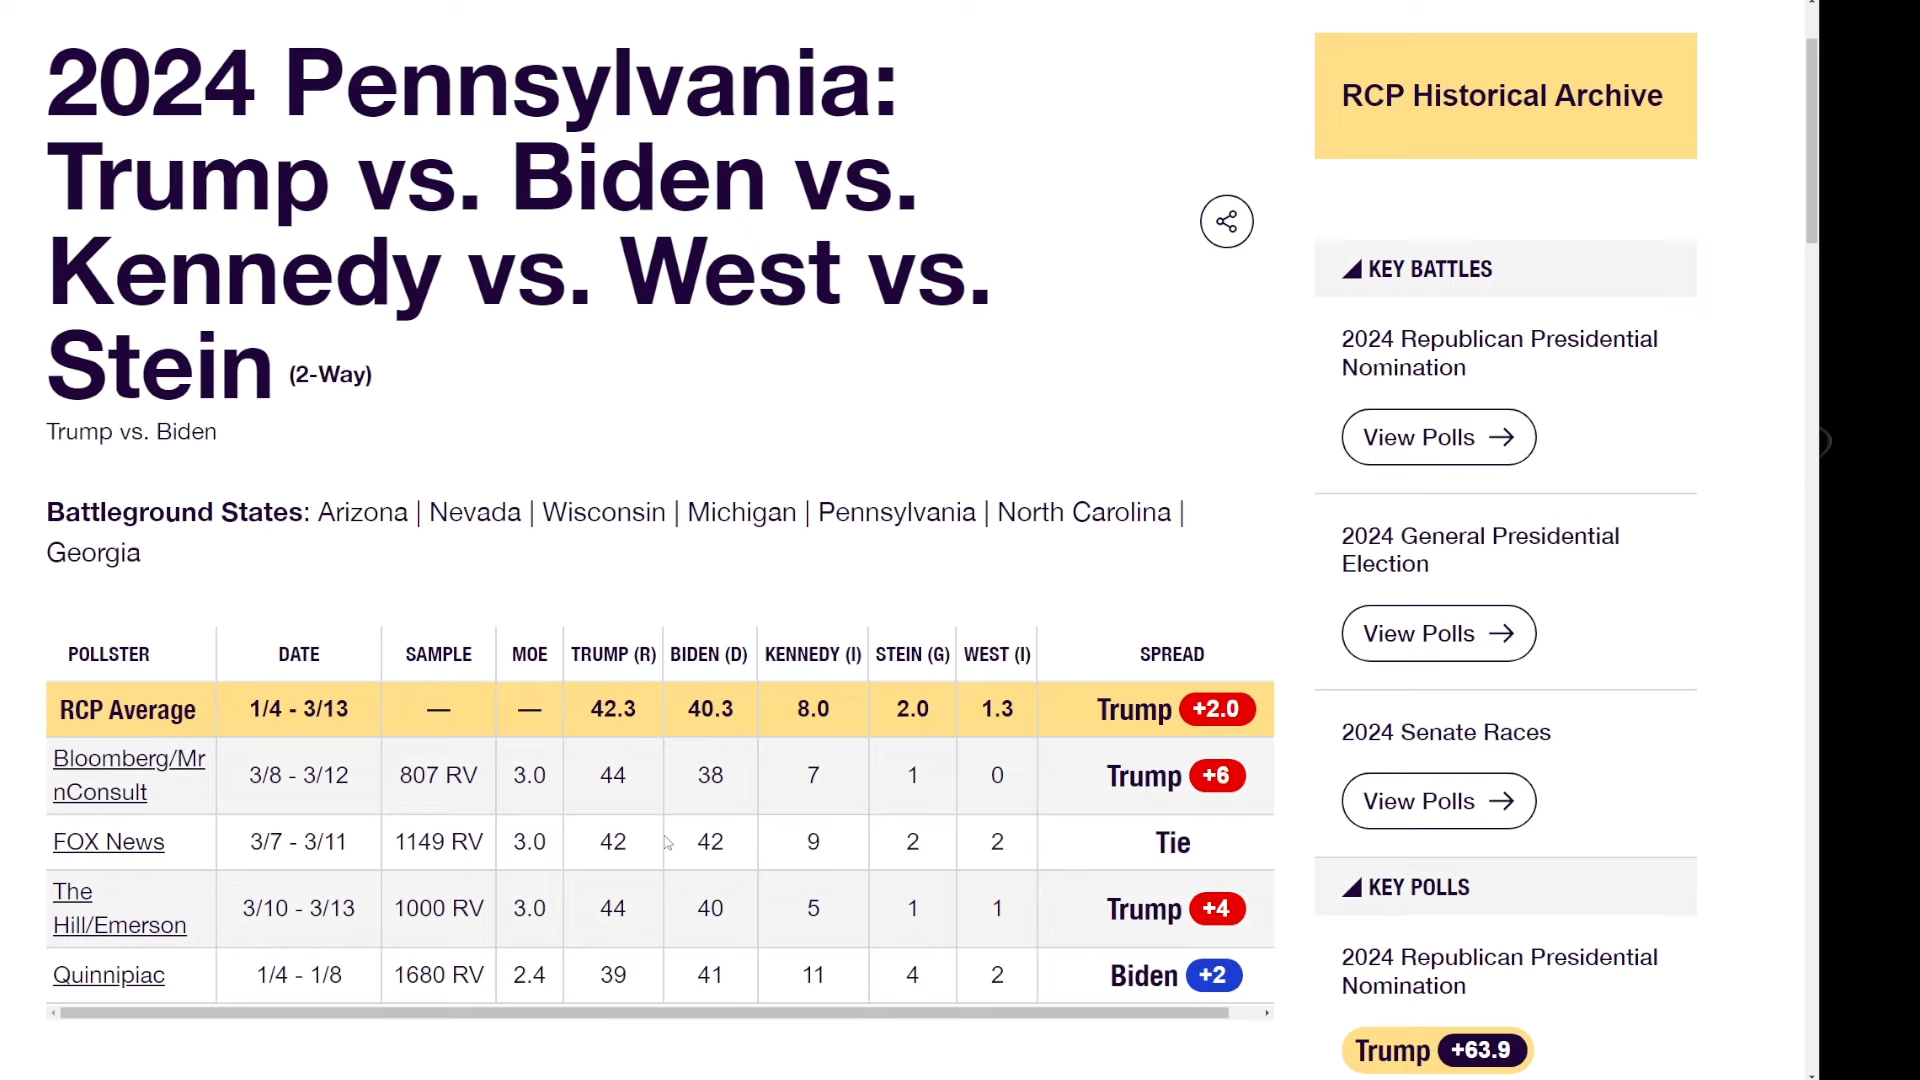 2024 Pennsylvania:
Trump vs. Biden vs.
Kennedy vs. West vs.
Stein (2-Way)
Trump vs. Biden
Battleground States: Arizona | Nevada | Wisconsin | Michigan | Pennsylvania | North Carolina |
Georgia
POLLSTER DATE SAMPLE MOE TRUMP (R) BIDEN (D) KENNEDY (I) STEIN (G) WEST (I) SPREAD
RCP Average 1/4 - 3/13 — — 42.3 40.3 8.0 2.0 1.3 Trump +2.0
Bloomberg/Mr
nConsult 3/8 - 3/12 807 RV 3.0 44 38 7 1 0 Trump +6
FOX News 3/7 - 3/11 1149 RV 3.0 42 42 9 2 2 Tie
The
Hill/Emerson 3/10 - 3/13 1000 RV 3.0 44 40 5 1 1 Trump +4
Quinnipiac 1/4 - 1/8 1680 RV 2.4 39 41 11 4 2 Biden +2
RCP Historical Archive
KEY BATTLES
2024 Republican Presidential
Nomination
View Polls →
2024 General Presidential
Election
View Polls →
2024 Senate Races
View Polls →
KEY POLLS
2024 Republican Presidential
Nomination
Trump +63.9